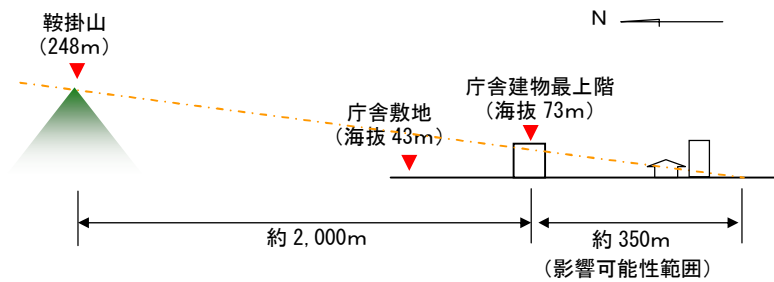 鞍掛山
（248ｍ）
N
庁舎敷地
（海抜 43ｍ）
庁舎建物最上階
（海抜 73ｍ）
約 2,000ｍ
約 350ｍ
（影響可能性範囲）